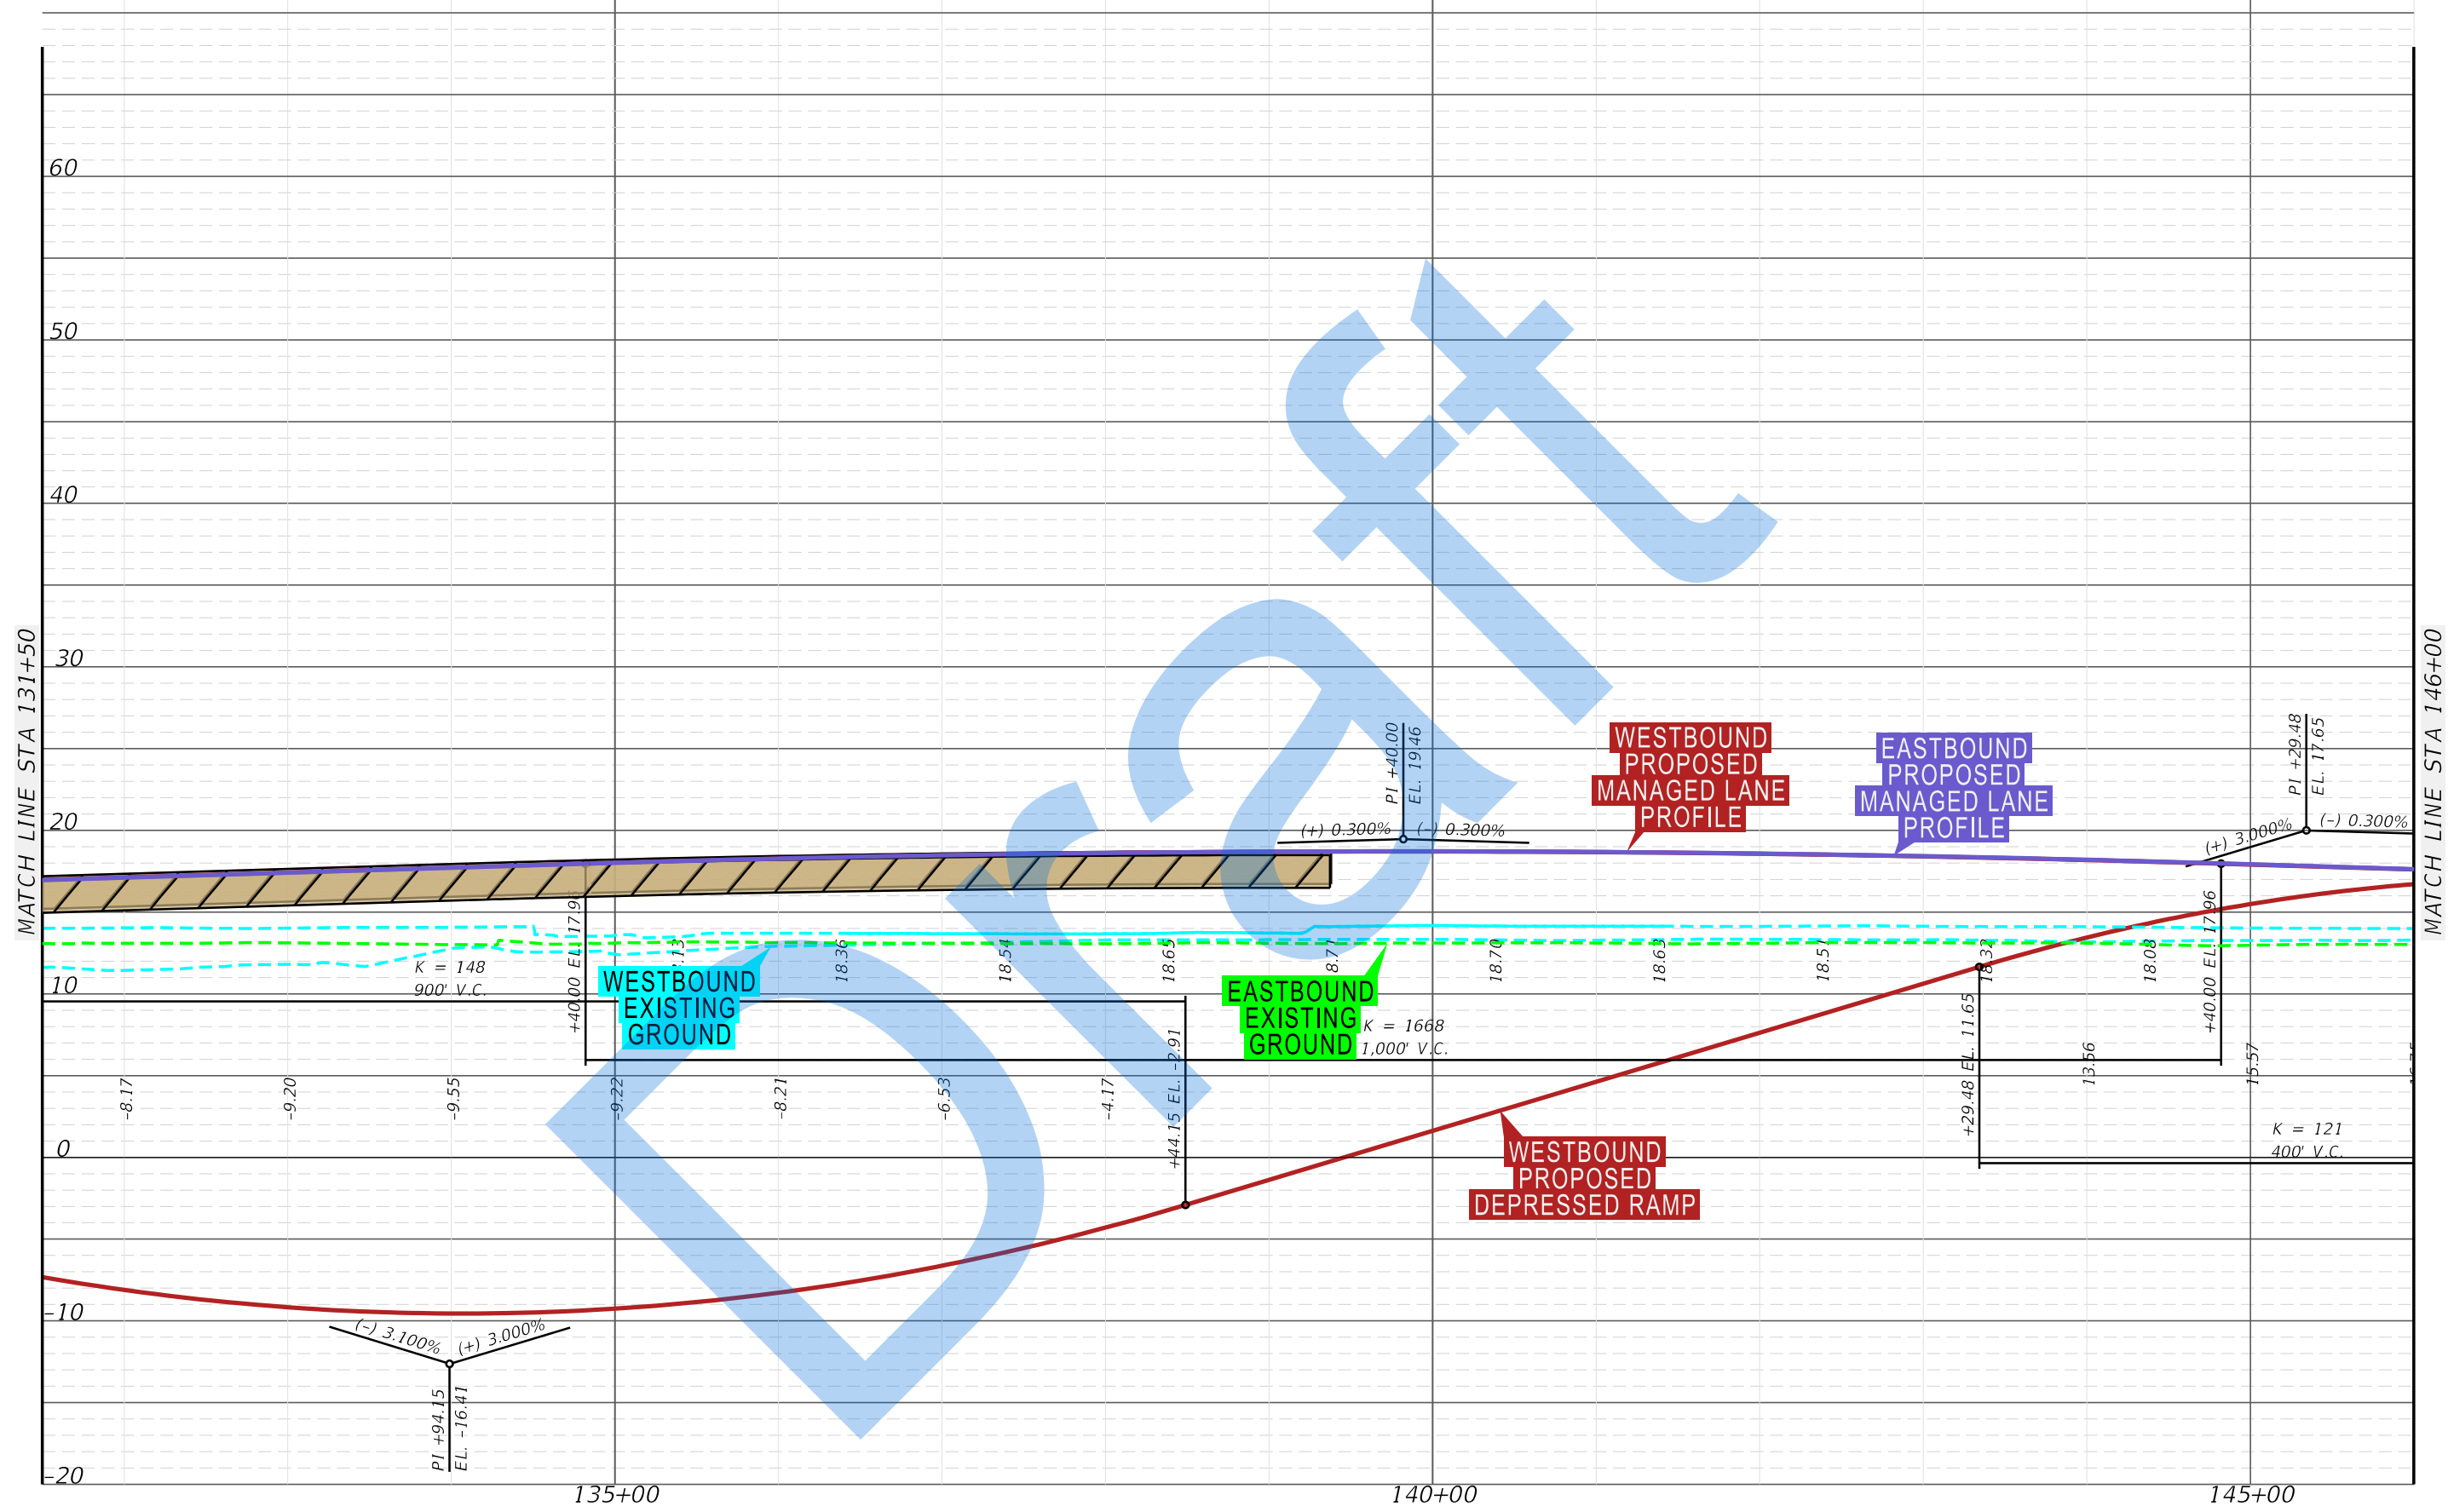 60
50
40
30
20
10
0
-10
-20
MATCH LINE STA 131+50
MATCH LINE STA 146+00
Draft
PI +40.00
EL. 19.46
(+) 0.300%
(-) 0.300%
WESTBOUND
PROPOSED
MANAGED LANE
PROFILE
EASTBOUND
PROPOSED
MANAGED LANE
PROFILE
PI +29.48
EL. 17.65
(+) 3.000%
(-) 0.300%
K = 148
900' V.C.
+40.00 EL 17.96
WESTBOUND
EXISTING
GROUND
18.36
18.54
18.65
8.71
18.70
18.63
18.51
18.32
18.08
+40.00 EL 17.96
EASTBOUND
EXISTING
GROUND
K = 1668
1,000' V.C.
+44.15 EL. -2.91
+29.48 EL. 11.65
-8.17
-9.20
-9.55
-9.22
-8.21
-6.53
-4.17
13.56
15.57
K = 121
400' V.C.
WESTBOUND
PROPOSED
DEPRESSED RAMP
(-) 3.100%
(+) 3.000%
PI +94.15
EL. -16.41
135+00
140+00
145+00